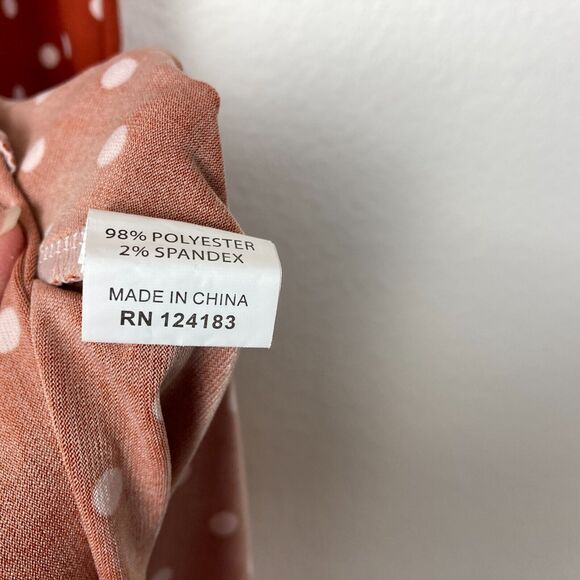 98% POLYESTER
2% SPANDEX
MADE IN CHINA
RN 124183